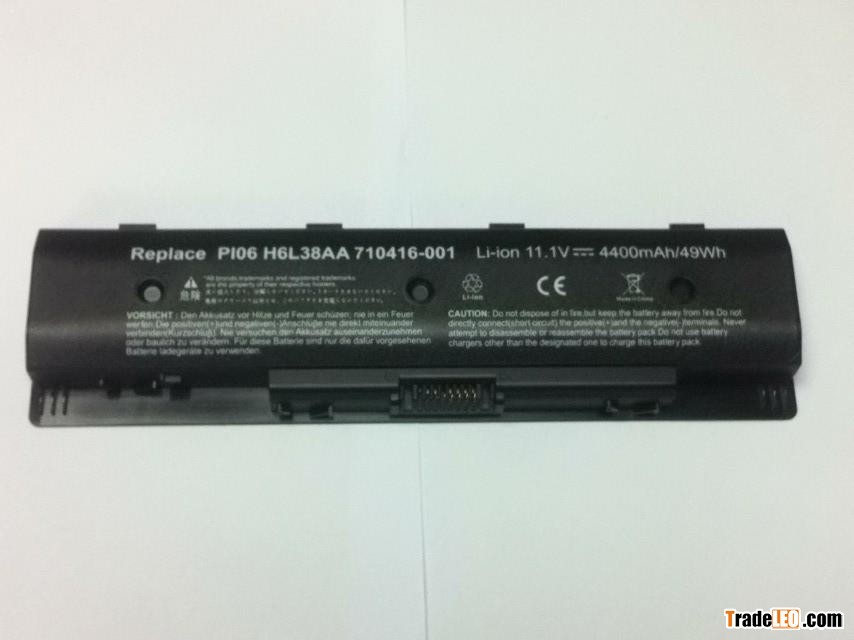 Replace PI06 H6L38AA 710416-001 Li-ion 11.1V 4400mAh/49Wh
危険
*All brands,trademarks and registered trademarks
are the property
Li-ion
CE
Made in China
VORSICHT : Den Akkusatz vor Hitze und Feuer schüzen; nie in ein Feuer
werfen. Die positiven(+)und negativen(-)Anschlüße nie direkt miteinander
verbinden(Kurzschluß). Nie versuchen den Akkusatz auseinanderzunehmen
oder baulich zu verändern. Für diese Batterie sind nur die dafür vorgesehenen
Batterie ladegeräte zu verwenden.
CAUTION: Do not dispose of in fire,but keep the battery away from fire.Do not
directly connect(short circuit) the positive(+)and the negative(-)terminals. Never
attempt to disassemble or reassemble the battery pack. Do not use battery
chargers other than the designated one to charge this battery pack.
TradeLEO.com